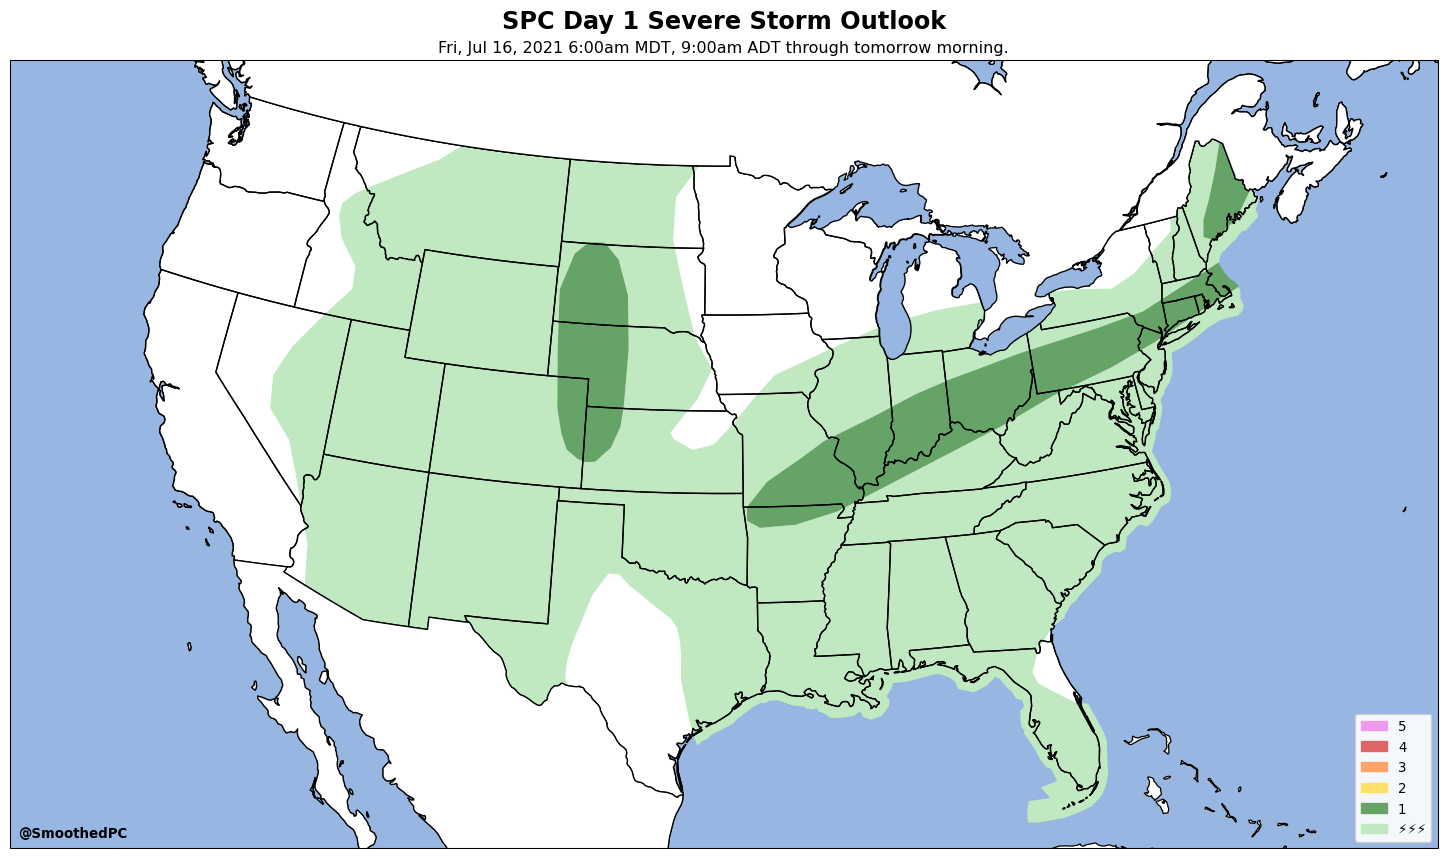 SPC Day 1 Severe Storm Outlook
Fri, Jul 16, 2021 6:00am MDT, 9:00am ADT through tomorrow morning.
5
4
3
2
1
⚡⚡⚡
@SmoothedPC